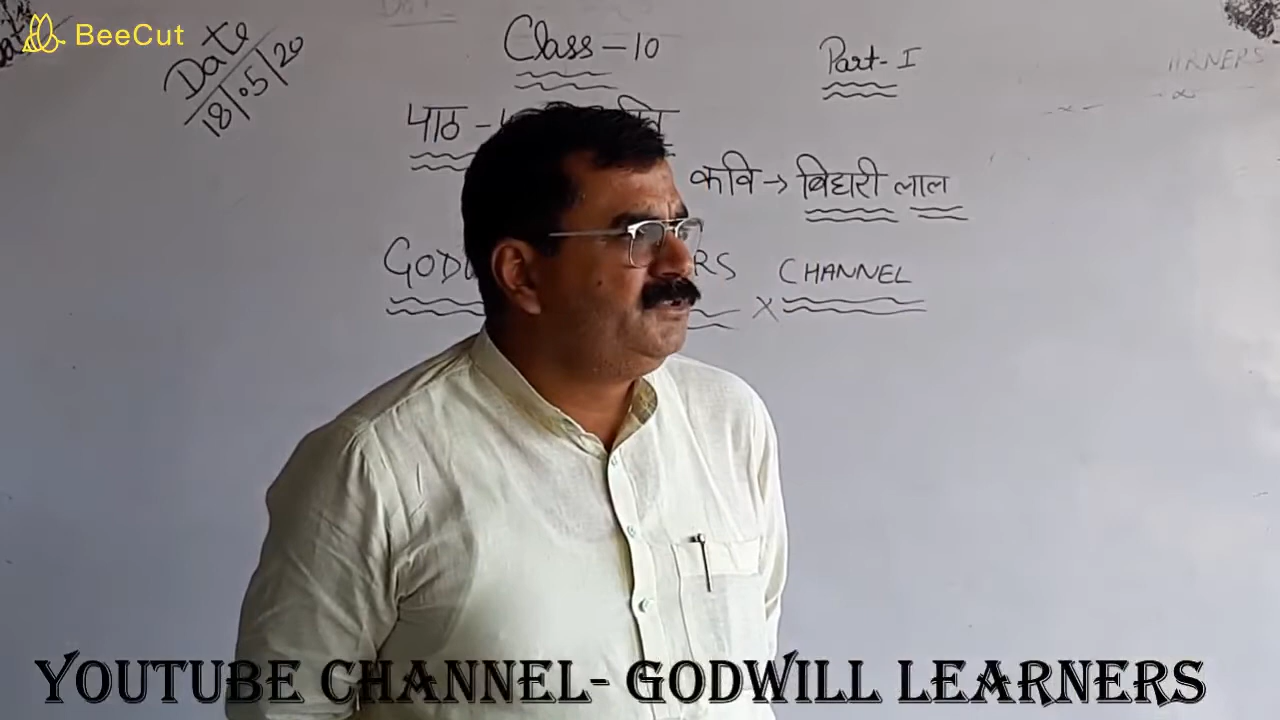 BeeCut
Date
18/05/20
Class-10
Part-I
पाठ -
कवि → बिहारी लाल
CHANNEL
YOUTUBE CHANNEL- GODWILL LEARNERS